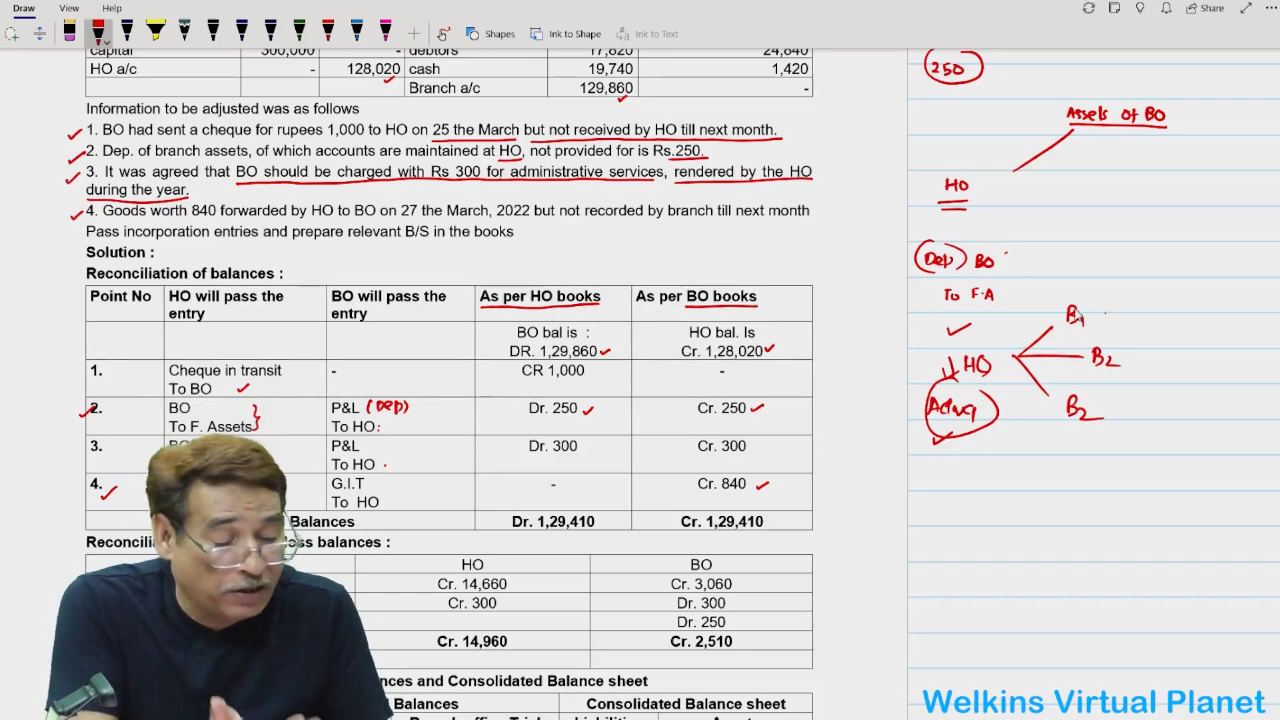 Draw View Help
Share
Shapes Ink to Shape Ink to Text
capital 300,000 - debtors 17,820 24,640
HO a/c - 128,020 cash 19,740 1,420
Branch a/c 129,860 -
Information to be adjusted was as follows
1. BO had sent a cheque for rupees 1,000 to HO on 25 the March but not received by HO till next month.
2. Dep. of branch assets, of which accounts are maintained at HO, not provided for is Rs.250.
3. It was agreed that BO should be charged with Rs 300 for administrative services, rendered by the HO
during the year.
4. Goods worth 840 forwarded by HO to BO on 27 the March, 2022 but not recorded by branch till next month
Pass incorporation entries and prepare relevant B/S in the books
Solution :
Reconciliation of balances :
Point No HO will pass the entry BO will pass the entry As per HO books As per BO books
BO bal is : HO bal. Is
DR. 1,29,860 Cr. 1,28,020
1. Cheque in transit - CR 1,000 -
To BO
2. BO P&L (Dep) Dr. 250 Cr. 250
To F. Assets To HO:
3. P&L Dr. 300 Cr. 300
To HO
4. G.I.T - Cr. 840
To HO
Balances Dr. 1,29,410 Cr. 1,29,410
balances :
HO BO
Cr. 14,660 Cr. 3,060
Cr. 300 Dr. 300
Dr. 250
Cr. 14,960 Cr. 2,510
Balances and Consolidated Balance sheet
Balances Consolidated Balance sheet
250
Assets of BO
HO
(Dep) BO
To F.A
B1
HO B2
B2
Welkins Virtual Planet